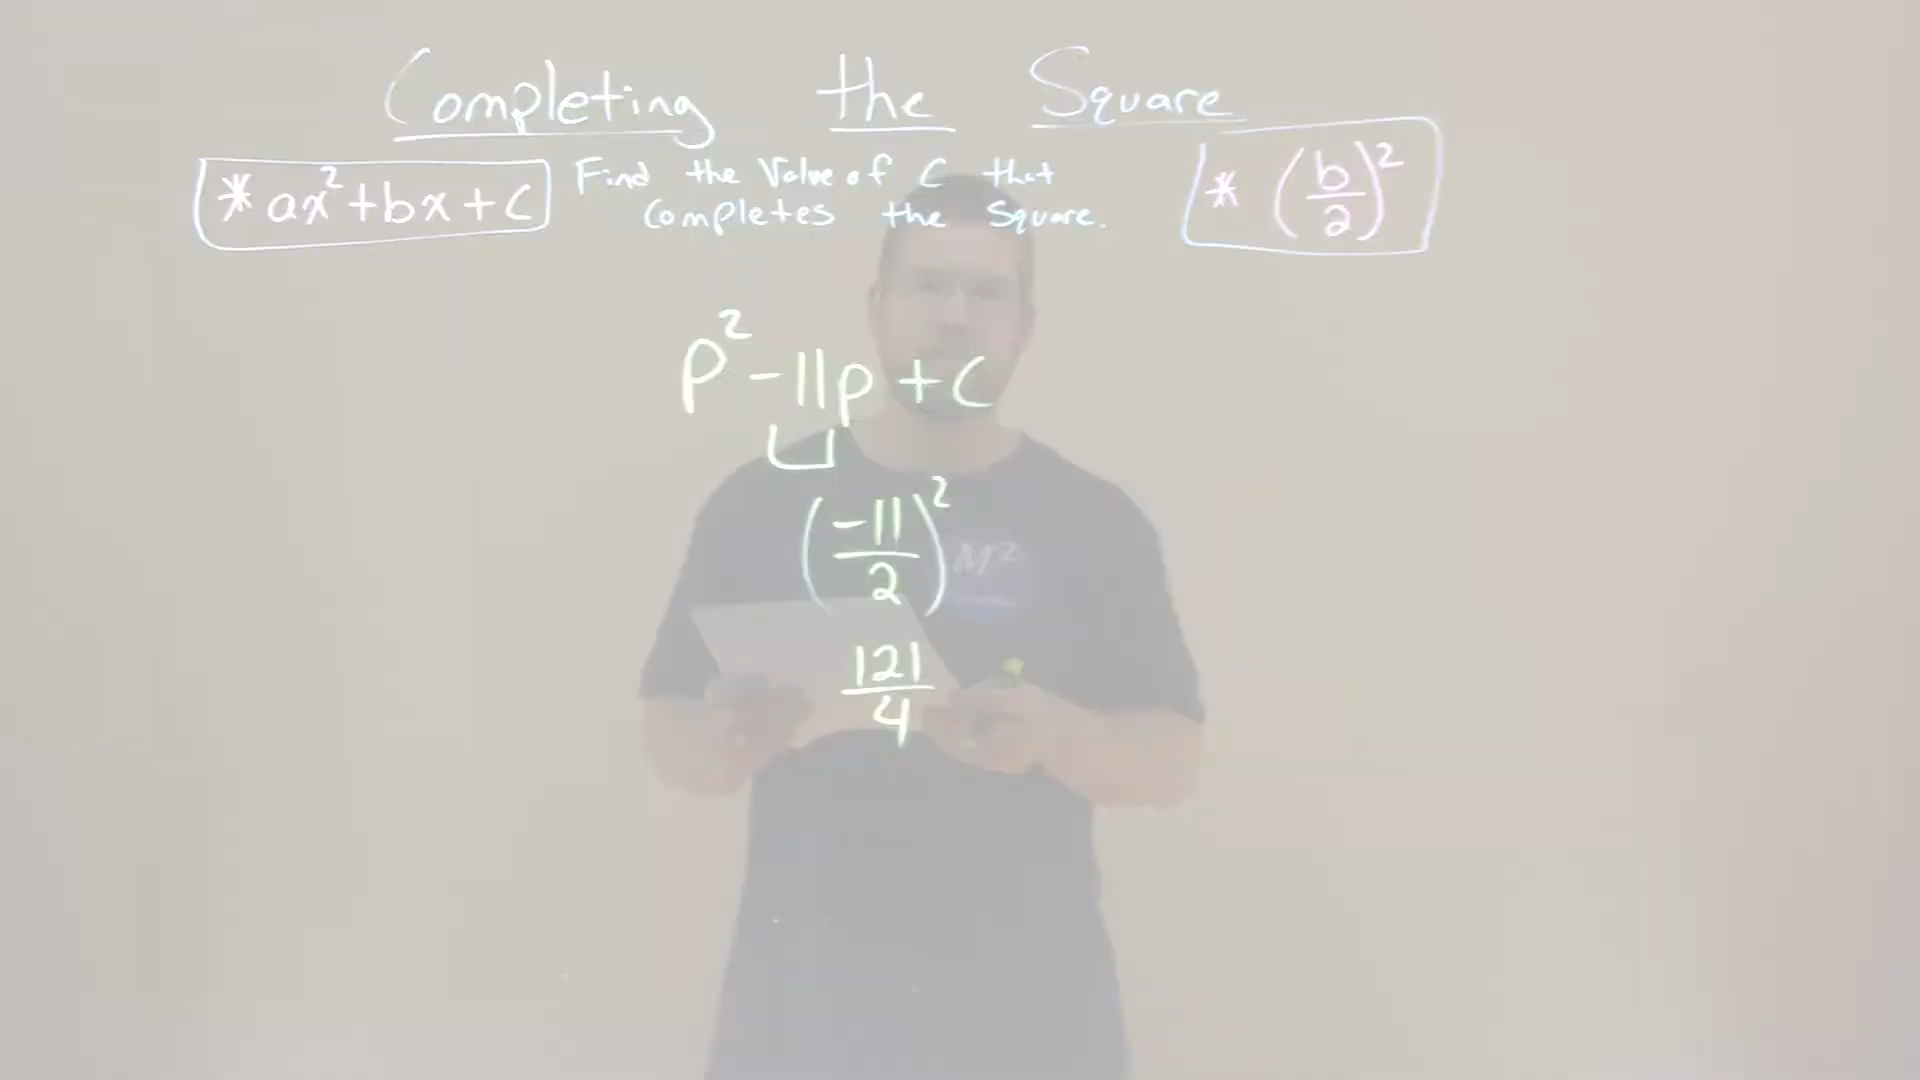 Completing the Square
* ax²+bx+c
Find the Value of C that
Completes the Square.
* (b/2)²
p² -11p +C
(-11/2)²
121/4
M²